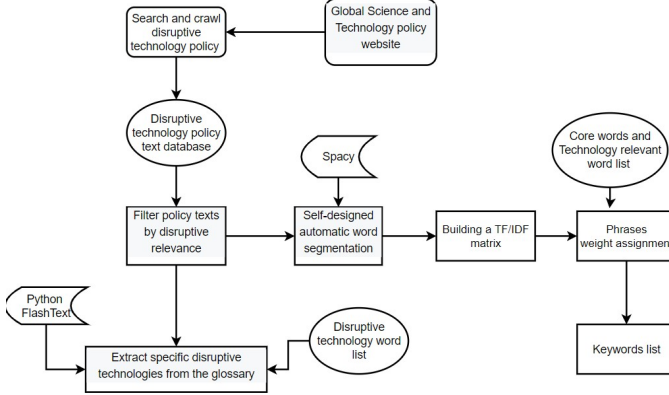 Search and crawl
disruptive
technology policy
Global Science and
Technology policy
website
Disruptive
technology policy
text database
Core words and
Technology relevant
word list
Spacy
Filter policy texts
by disruptive
relevance
Self-designed
automatic word
segmentation
Building a TF/IDF
matrix
Phrases
weight assignment
Python
FlashText
Disruptive
technology word
list
Extract specific disruptive
technologies from the glossary
Keywords list